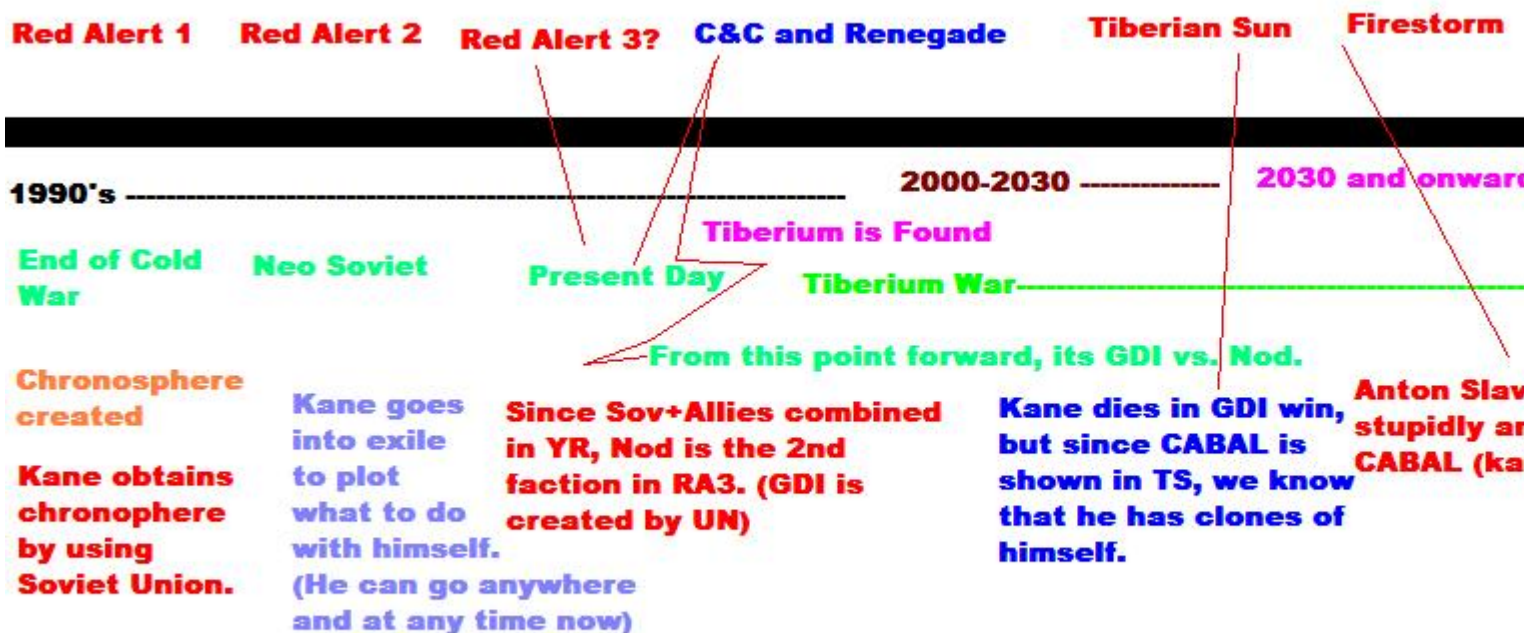 Red Alert 1 Red Alert 2 Red Alert 3? C&C and Renegade Tiberian Sun Firestorm
1990's ---------------------------------------------------------------------- 2000-2030 -------------- 2030 and onward
Tiberium is Found
End of Cold
War
Neo Soviet
Present Day
Tiberium War--------------------------------------------------
From this point forward, its GDI vs. Nod.
Chronosphere
created
Kane obtains
chronophere
by using
Soviet Union.
Kane goes
into exile
to plot
what to do
with himself.
(He can go anywhere
and at any time now)
Since Sov+Allies combined
in YR, Nod is the 2nd
faction in RA3. (GDI is
created by UN)
Kane dies in GDI win,
but since CABAL is
shown in TS, we know
that he has clones of
himself.
Anton Slav
stupidly
CABAL